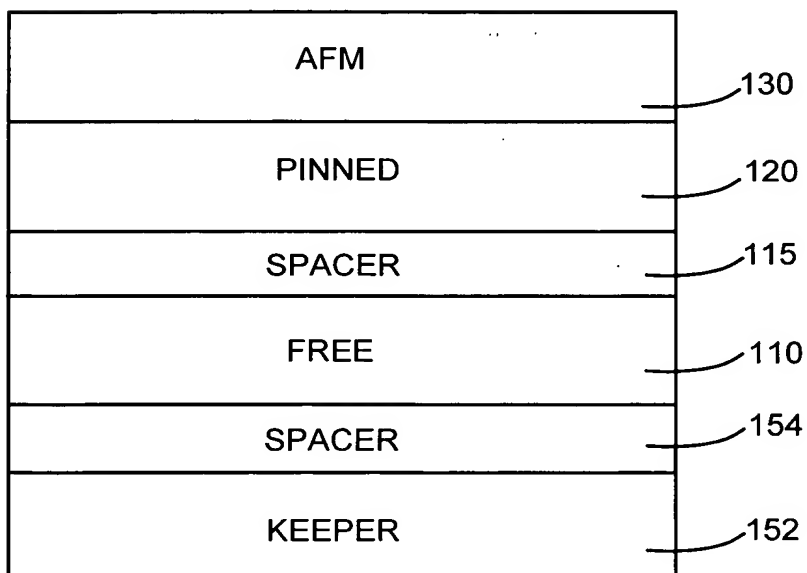 AFM
130
PINNED
120
SPACER
115
FREE
110
SPACER
154
KEEPER
152